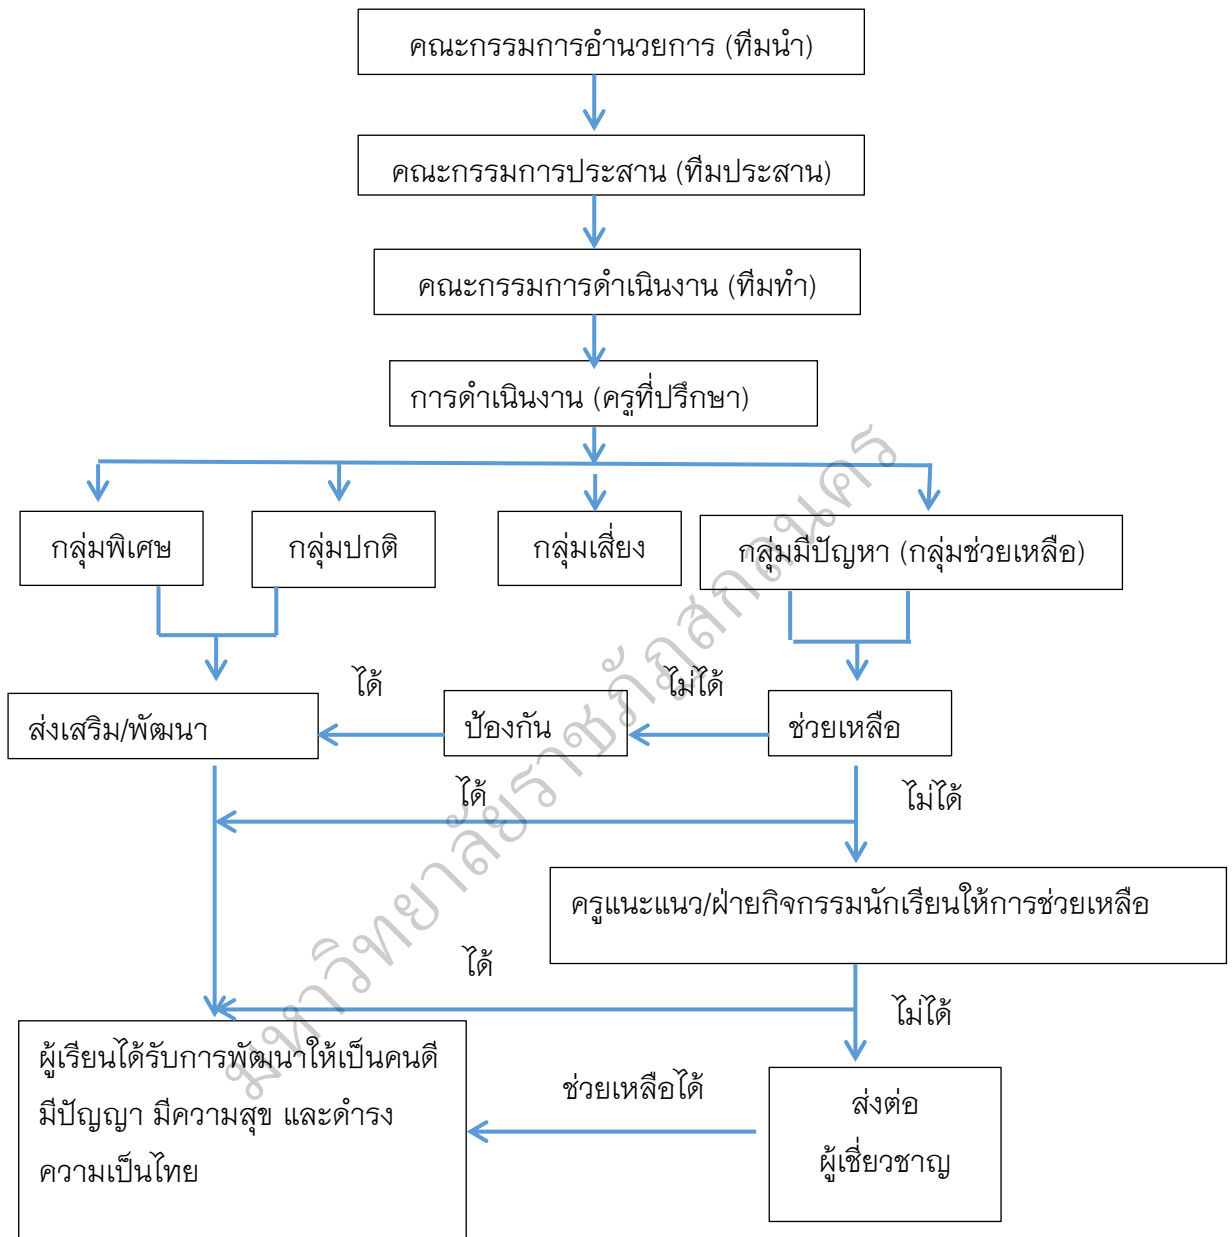 คณะกรรมการอำนวยการ (ทีมนำ)
คณะกรรมการประสาน (ทีมประสาน)
คณะกรรมการดำเนินงาน (ทีมทำ)
การดำเนินงาน (ครูที่ปรึกษา)
กลุ่มพิเศษ
กลุ่มปกติ
กลุ่มเสี่ยง
กลุ่มมีปัญหา (กลุ่มช่วยเหลือ)
ได้
ไม่ได้
ส่งเสริม/พัฒนา
ป้องกัน
ช่วยเหลือ
ได้
ไม่ได้
ครูแนะแนว/ฝ่ายกิจกรรมนักเรียนให้การช่วยเหลือ
ได้
ไม่ได้
ผู้เรียนได้รับการพัฒนาให้เป็นคนดี
มีปัญญา มีความสุข และดำรง
ความเป็นไทย
ช่วยเหลือได้
ส่งต่อ
ผู้เชี่ยวชาญ
มหาวิทยาลัยราชภัฏสกลนคร